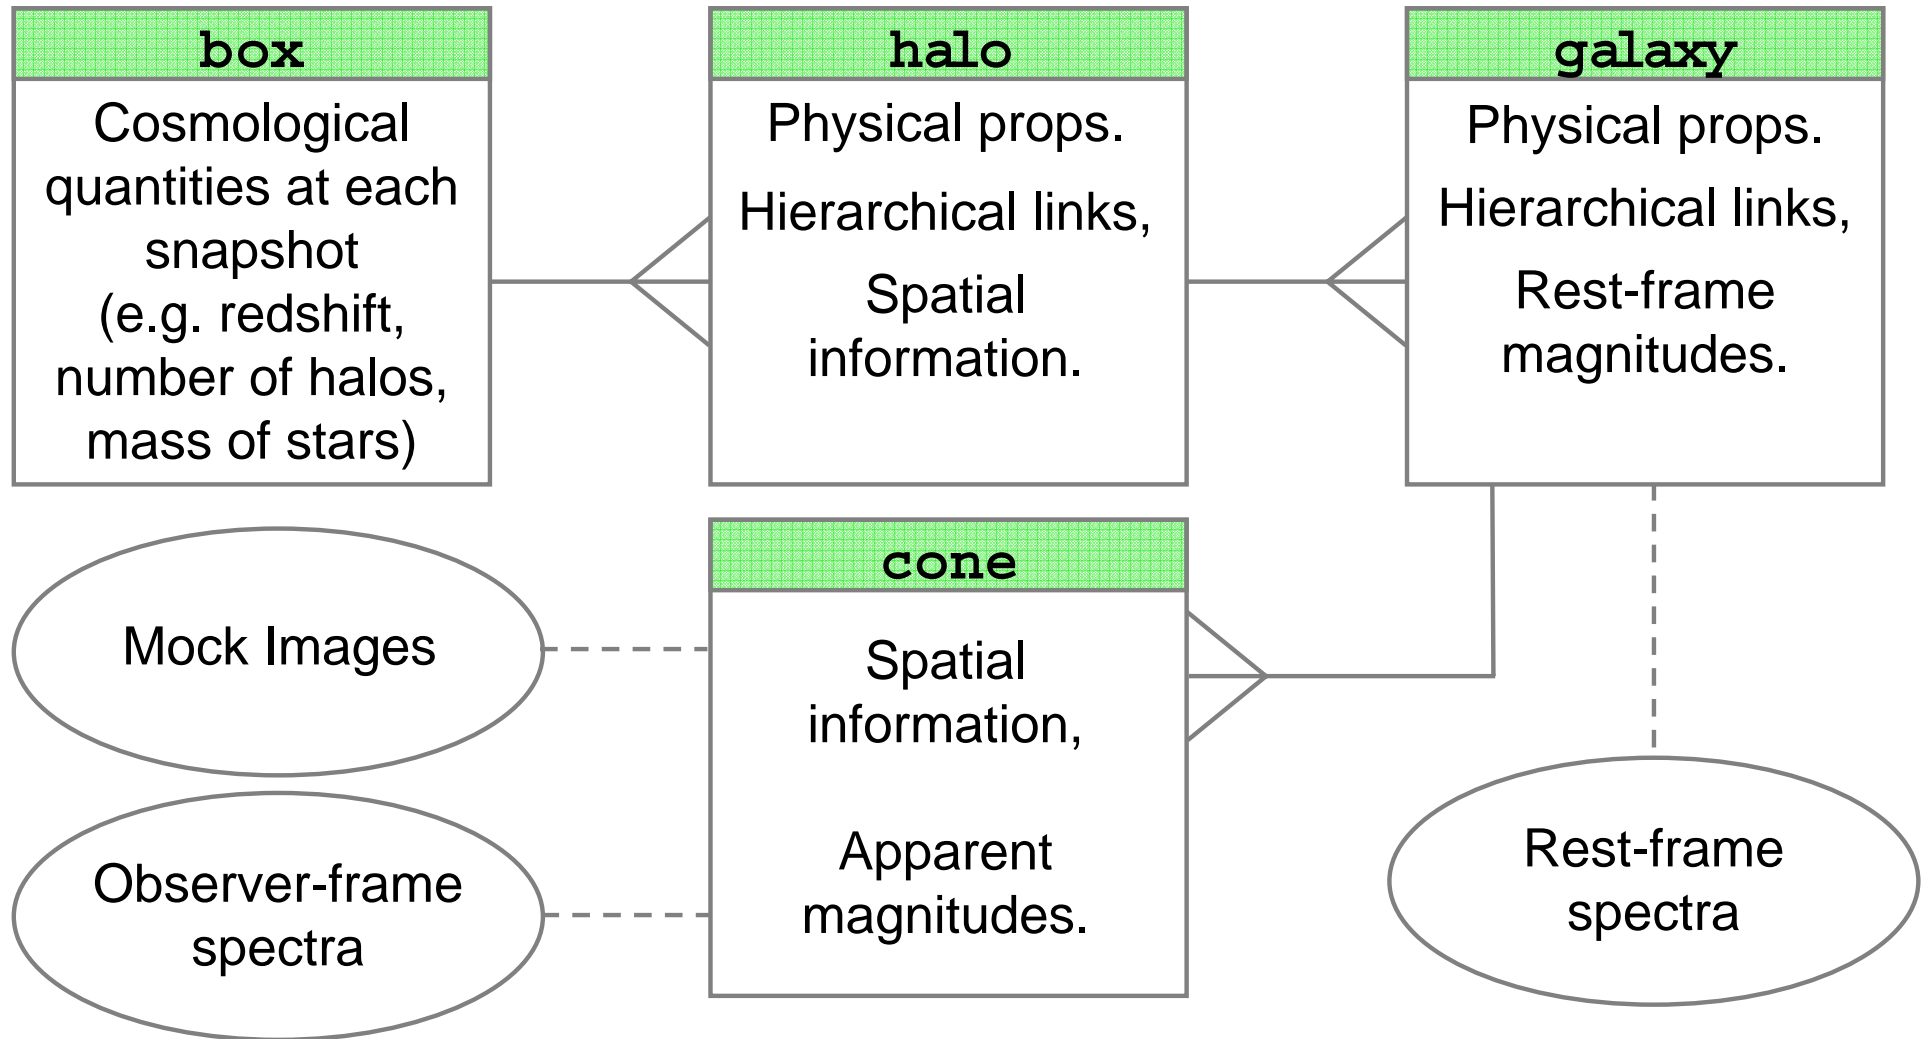 box
Cosmological
quantities at each
snapshot
(e.g. redshift,
number of halos,
mass of stars)
halo
Physical props.
Hierarchical links,
Spatial
information.
galaxy
Physical props.
Hierarchical links,
Rest-frame
magnitudes.
Mock Images
Observer-frame
spectra
cone
Spatial
information,
Apparent
magnitudes.
Rest-frame
spectra